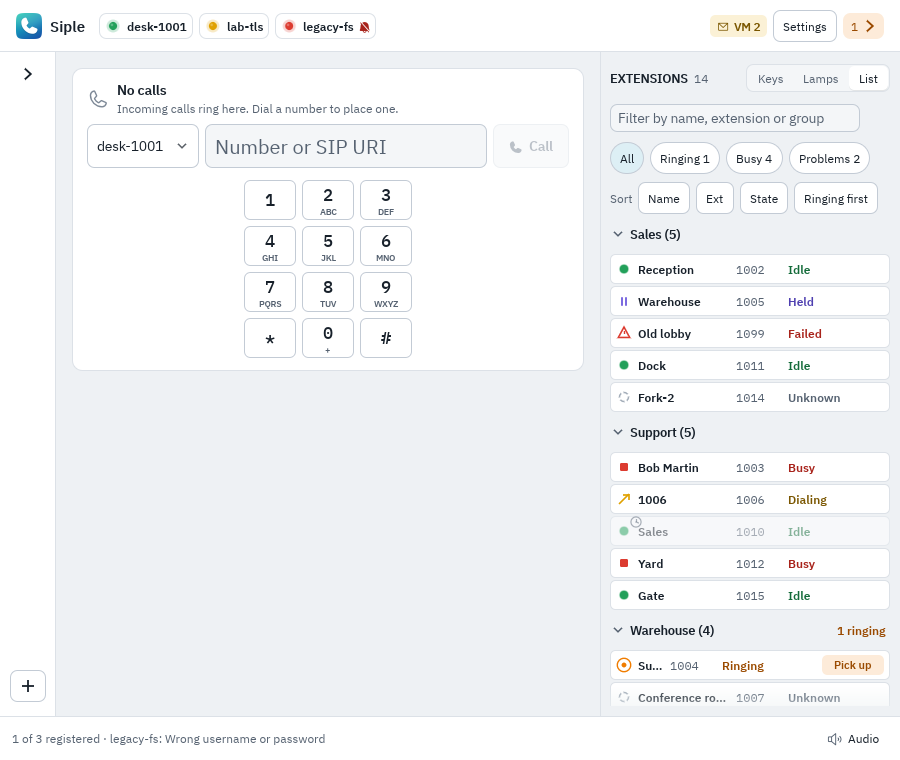 Siple desk-1001 lab-tls legacy-fs VM 2 Settings 1
No calls
Incoming calls ring here. Dial a number to place one.
desk-1001 Number or SIP URI Call
1 2 ABC 3 DEF
4 GHI 5 JKL 6 MNO
7 PQRS 8 TUV 9 WXYZ
* 0 + #
EXTENSIONS 14 Keys Lamps List
Filter by name, extension or group
All Ringing 1 Busy 4 Problems 2
Sort Name Ext State Ringing first
Sales (5)
Reception 1002 Idle
Warehouse 1005 Held
Old lobby 1099 Failed
Dock 1011 Idle
Fork-2 1014 Unknown
Support (5)
Bob Martin 1003 Busy
1006 1006 Dialing
Sales 1010 Idle
Yard 1012 Busy
Gate 1015 Idle
Warehouse (4) 1 ringing
Su... 1004 Ringing Pick up
Conference ro... 1007 Unknown
1 of 3 registered · legacy-fs: Wrong username or password Audio